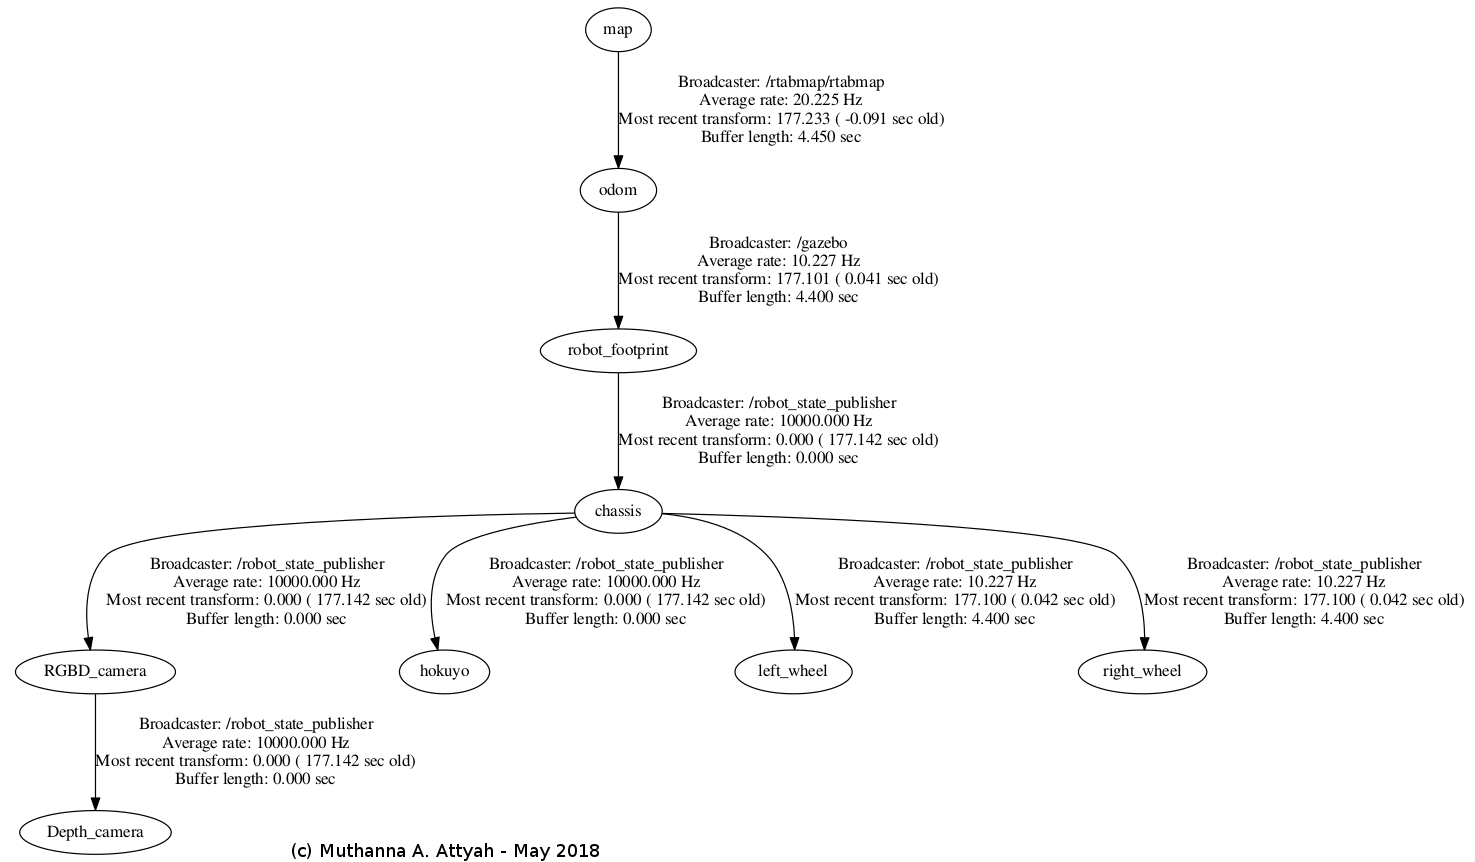 map
Broadcaster: /rtabmap/rtabmap
Average rate: 20.225 Hz
Most recent transform: 177.233 ( -0.091 sec old)
Buffer length: 4.450 sec
odom
Broadcaster: /gazebo
Average rate: 10.227 Hz
Most recent transform: 177.101 ( 0.041 sec old)
Buffer length: 4.400 sec
robot_footprint
Broadcaster: /robot_state_publisher
Average rate: 10000.000 Hz
Most recent transform: 0.000 ( 177.142 sec old)
Buffer length: 0.000 sec
chassis
Broadcaster: /robot_state_publisher
Average rate: 10000.000 Hz
Most recent transform: 0.000 ( 177.142 sec old)
Buffer length: 0.000 sec
Broadcaster: /robot_state_publisher
Average rate: 10000.000 Hz
Most recent transform: 0.000 ( 177.142 sec old)
Buffer length: 0.000 sec
Broadcaster: /robot_state_publisher
Average rate: 10.227 Hz
Most recent transform: 177.100 ( 0.042 sec old)
Buffer length: 4.400 sec
Broadcaster: /robot_state_publisher
Average rate: 10.227 Hz
Most recent transform: 177.100 ( 0.042 sec old)
Buffer length: 4.400 sec
RGBD_camera
hokuyo
left_wheel
right_wheel
Broadcaster: /robot_state_publisher
Average rate: 10000.000 Hz
Most recent transform: 0.000 ( 177.142 sec old)
Buffer length: 0.000 sec
Depth_camera
(c) Muthanna A. Attyah - May 2018